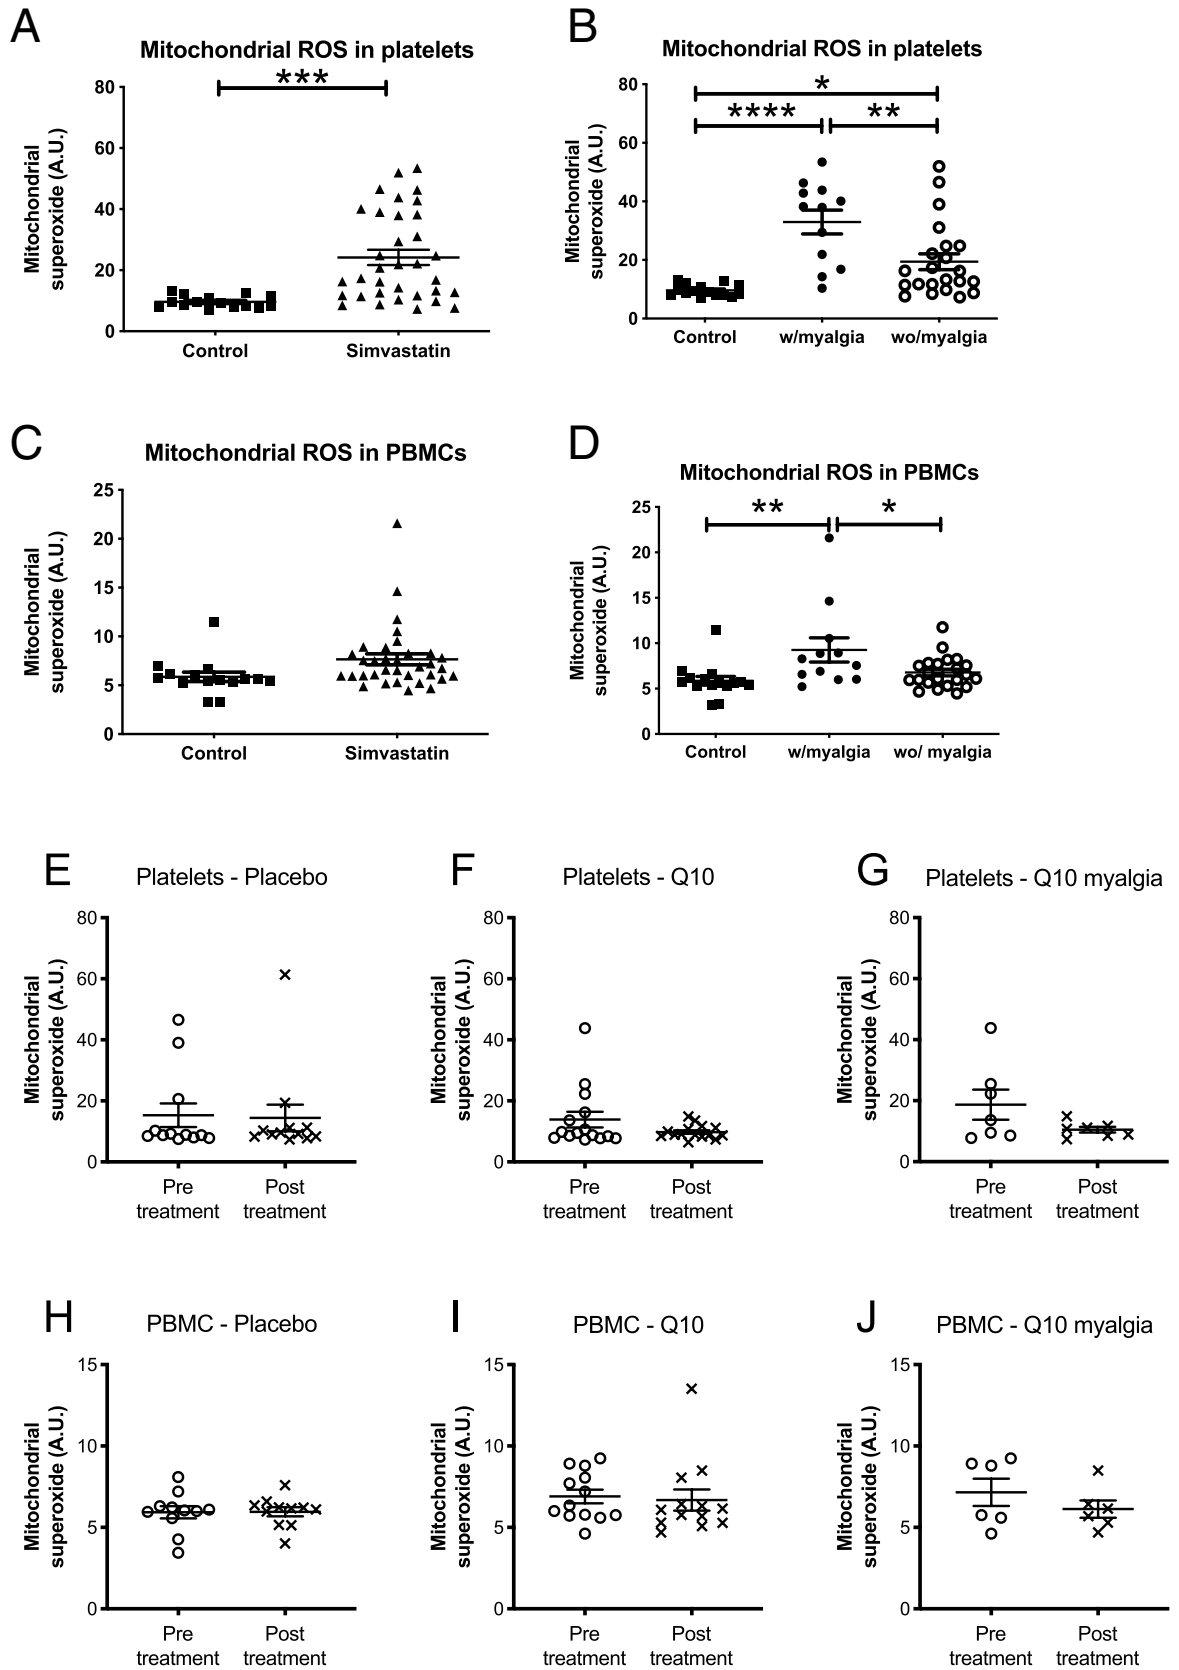 A
Mitochondrial ROS in platelets
***
Mitochondrial
superoxide (A.U.)
80
60
40
20
0
Control
Simvastatin
B
Mitochondrial ROS in platelets
*
****
**
Mitochondrial
superoxide (A.U.)
80
60
40
20
0
Control
w/myalgia
wo/myalgia
C
Mitochondrial ROS in PBMCs
Mitochondrial
superoxide (A.U.)
25
20
15
10
5
0
Control
Simvastatin
D
Mitochondrial ROS in PBMCs
**
*
Mitochondrial
superoxide (A.U.)
25
20
15
10
5
0
Control
w/myalgia
wo/ myalgia
E
Platelets - Placebo
Mitochondrial
superoxide (A.U.)
80
60
40
20
0
Pre
treatment
Post
treatment
F
Platelets - Q10
Mitochondrial
superoxide (A.U.)
80
60
40
20
0
Pre
treatment
Post
treatment
G
Platelets - Q10 myalgia
Mitochondrial
superoxide (A.U.)
80
60
40
20
0
Pre
treatment
Post
treatment
H
PBMC - Placebo
Mitochondrial
superoxide (A.U.)
15
10
5
0
Pre
treatment
Post
treatment
I
PBMC - Q10
Mitochondrial
superoxide (A.U.)
15
10
5
0
Pre
treatment
Post
treatment
J
PBMC - Q10 myalgia
Mitochondrial
superoxide (A.U.)
15
10
5
0
Pre
treatment
Post
treatment